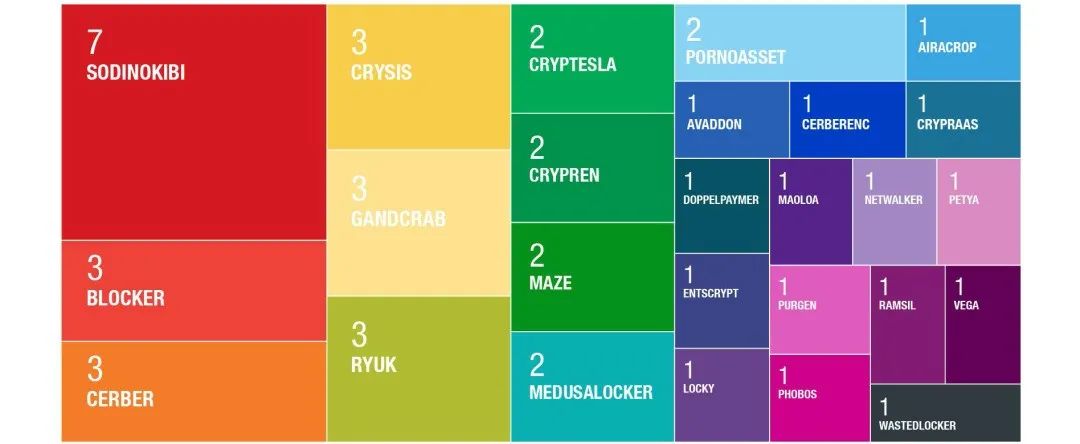 7
SODINOKIBI
3
BLOCKER
3
CERBER
3
CRYSIS
3
GANDCRAB
3
RYUK
2
CRYPTESLA
2
CRYPREN
2
MAZE
2
MEDUSALOCKER
2
PORNOASSET
1
AIRACROP
1
AVADDON
1
CERBERENC
1
CRYPRAAS
1
DOPPELPAYMER
1
MAOLOA
1
NETWALKER
1
PETYA
1
ENTSCRYPT
1
PURGEN
1
RAMSIL
1
VEGA
1
LOCKY
1
PHOBOS
1
WASTEDLOCKER